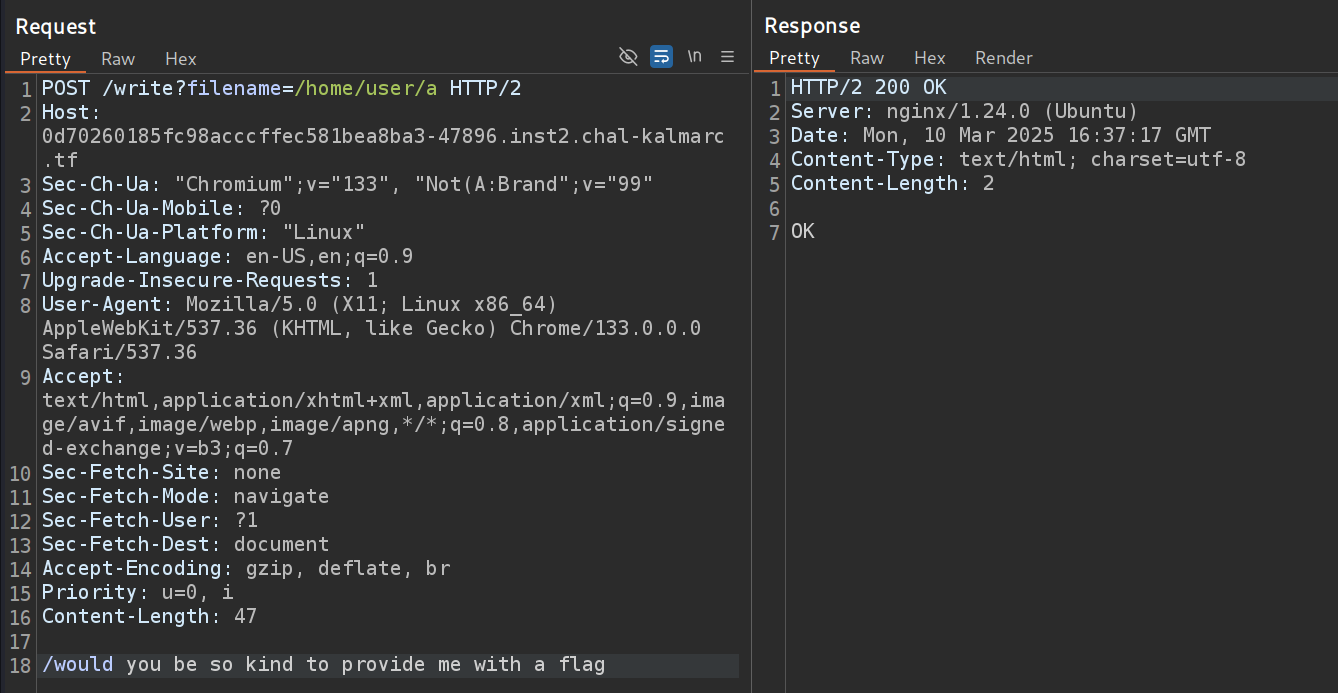 Request
Pretty Raw Hex \n
1 POST /write?filename=/home/user/a HTTP/2
2 Host:
0d70260185fc98acccffec581bea8ba3-47896.inst2.chal-kalmarc
.tf
3 Sec-Ch-Ua: "Chromium";v="133", "Not(A:Brand";v="99"
4 Sec-Ch-Ua-Mobile: ?0
5 Sec-Ch-Ua-Platform: "Linux"
6 Accept-Language: en-US,en;q=0.9
7 Upgrade-Insecure-Requests: 1
8 User-Agent: Mozilla/5.0 (X11; Linux x86_64)
AppleWebKit/537.36 (KHTML, like Gecko) Chrome/133.0.0.0
Safari/537.36
9 Accept:
text/html,application/xhtml+xml,application/xml;q=0.9,ima
ge/avif,image/webp,image/apng,*/*;q=0.8,application/signe
d-exchange;v=b3;q=0.7
10 Sec-Fetch-Site: none
11 Sec-Fetch-Mode: navigate
12 Sec-Fetch-User: ?1
13 Sec-Fetch-Dest: document
14 Accept-Encoding: gzip, deflate, br
15 Priority: u=0, i
16 Content-Length: 47
17
18 /would you be so kind to provide me with a flag
Response
Pretty Raw Hex Render
1 HTTP/2 200 OK
2 Server: nginx/1.24.0 (Ubuntu)
3 Date: Mon, 10 Mar 2025 16:37:17 GMT
4 Content-Type: text/html; charset=utf-8
5 Content-Length: 2
6
7 OK